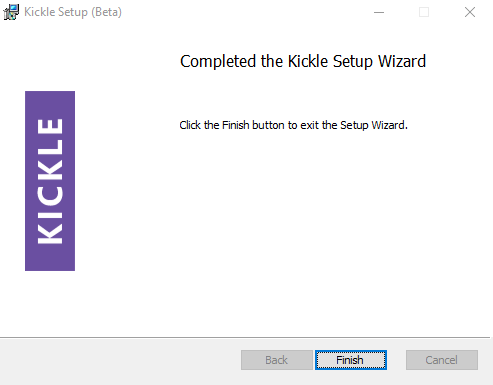 Kickle Setup (Beta)
Completed the Kickle Setup Wizard
Click the Finish button to exit the Setup Wizard.
KICKLE
Back
Finish
Cancel